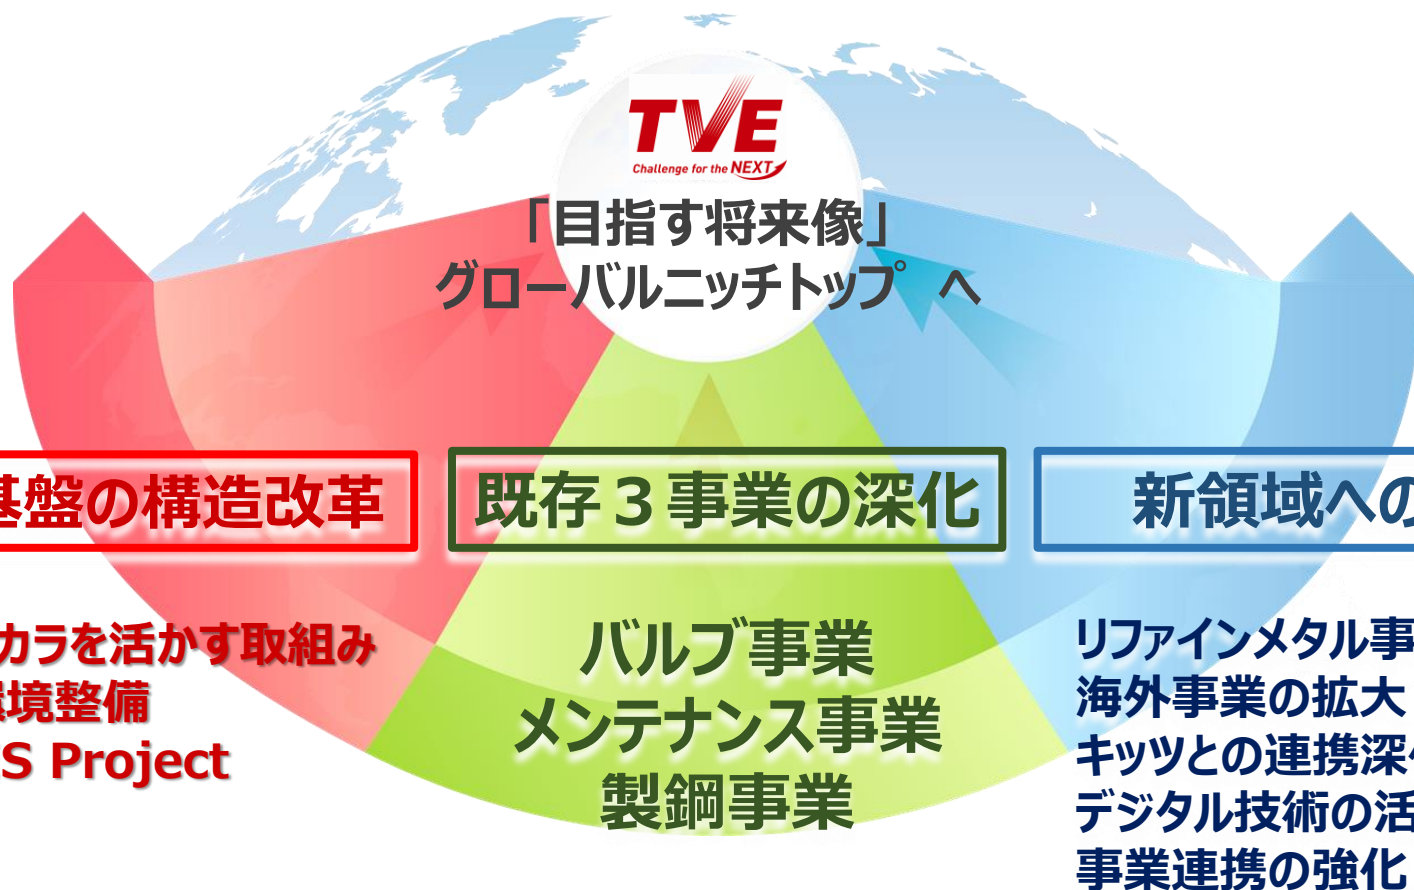 TVE
Challenge for the NEXT
「目指す将来像」
グローバルニッチトップ へ
基盤の構造改革
既存３事業の深化
新領域への
カラを活かす取組み
環境整備
S Project
バルブ事業
メンテナンス事業
製鋼事業
リファインメタル事
海外事業の拡大
キッツとの連携深化
デジタル技術の活
事業連携の強化